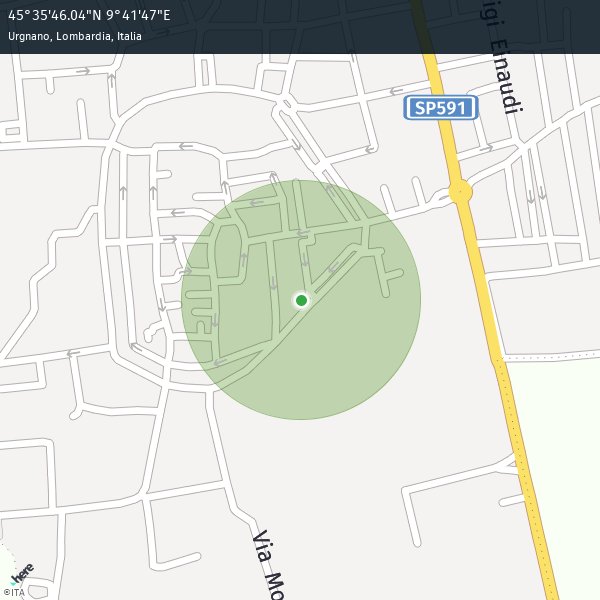 45°35'46.04"N 9°41'47"E
Urgnano, Lombardia, Italia
igi Einaudi
SP591
Via Mo
here
©ITA